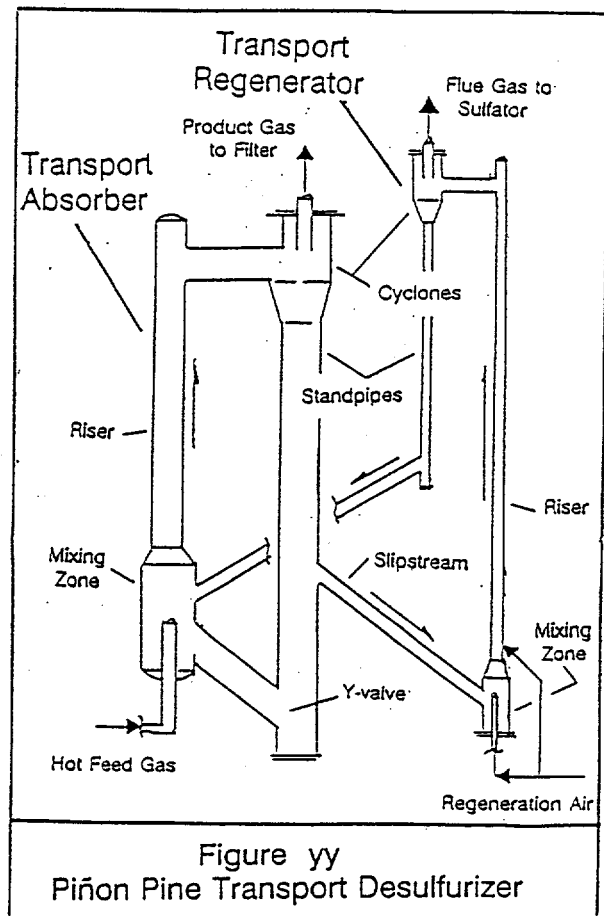 Transport
Regenerator
Flue Gas to
Sulfator
Product Gas
to Filter
Transport
Absorber
Cyclones
Standpipes
Riser
Riser
Mixing
Zone
Slipstream
Mixing
Zone
Y-valve
Hot Feed Gas
Regeneration Air
Figure yy
Piñon Pine Transport Desulfurizer